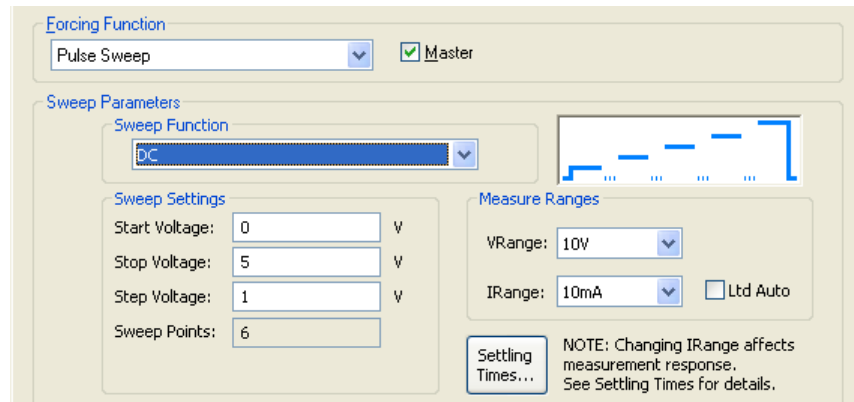 Forcing Function
Pulse Sweep
Master
Sweep Parameters
Sweep Function
DC
Sweep Settings
Start Voltage: 0 V
Stop Voltage: 5 V
Step Voltage: 1 V
Sweep Points: 6
Measure Ranges
VRange: 10V
IRange: 10mA
Ltd Auto
Settling
Times...
NOTE: Changing IRange affects
measurement response.
See Settling Times for details.